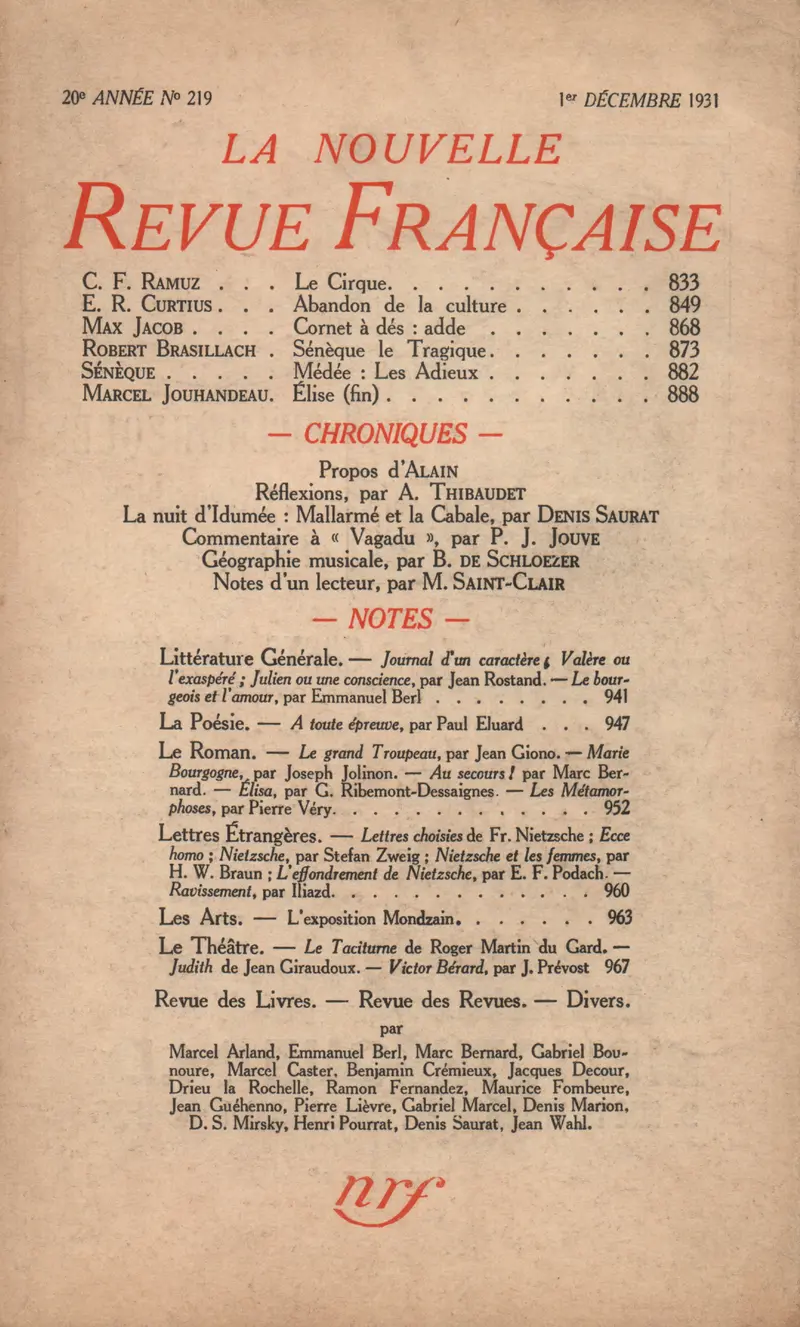 20e ANNÉE No 219
1er DÉCEMBRE 1931
LA NOUVELLE
REVUE FRANÇAISE
C. F. RAMUZ . . . Le Cirque. . . . . . . . . . . 833
E. R. CURTIUS. . . Abandon de la culture . . . . . . 849
MAX JACOB . . . . Cornet à dés : adde . . . . . . . 868
ROBERT BRASILLACH . Sénèque le Tragique. . . . . . . 873
SÉNÈQUE . . . . . Médée : Les Adieux . . . . . . . 882
MARCEL JOUHANDEAU. Élise (fin) . . . . . . . . . . . 888
— CHRONIQUES —
Propos d'ALAIN
Réflexions, par A. THIBAUDET
La nuit d'Idumée : Mallarmé et la Cabale, par DENIS SAURAT
Commentaire à « Vagadu », par P. J. JOUVE
Géographie musicale, par B. DE SCHLOEZER
Notes d'un lecteur, par M. SAINT-CLAIR
— NOTES —
Littérature Générale. — Journal d'un caractère ; Valère ou
l'exaspéré ; Julien ou une conscience, par Jean Rostand. — Le bour-
geois et l'amour, par Emmanuel Berl . . . . . . . . 941
La Poésie. — A toute épreuve, par Paul Eluard . . . 947
Le Roman. — Le grand Troupeau, par Jean Giono. — Marie
Bourgogne, par Joseph Jolinon. — Au secours ! par Marc Ber-
nard. — Élisa, par G. Ribemont-Dessaignes. — Les Métamor-
phoses, par Pierre Véry. . . . . . . . . . . . 952
Lettres Étrangères. — Lettres choisies de Fr. Nietzsche ; Ecce
homo ; Nietzsche, par Stefan Zweig ; Nietzsche et les femmes, par
H. W. Braun ; L'effondrement de Nietzsche, par E. F. Podach. —
Ravissement, par Iliazd. . . . . . . . . . . . 960
Les Arts. — L'exposition Mondzain. . . . . . . 963
Le Théâtre. — Le Taciturne de Roger Martin du Gard. —
Judith de Jean Giraudoux. — Victor Bérard, par J. Prévost 967
Revue des Livres. — Revue des Revues. — Divers.
par
Marcel Arland, Emmanuel Berl, Marc Bernard, Gabriel Bou-
noure, Marcel Caster, Benjamin Crémieux, Jacques Decour,
Drieu la Rochelle, Ramon Fernandez, Maurice Fombeure,
Jean Guéhenno, Pierre Lièvre, Gabriel Marcel, Denis Marion,
D. S. Mirsky, Henri Pourrat, Denis Saurat, Jean Wahl.
nrf